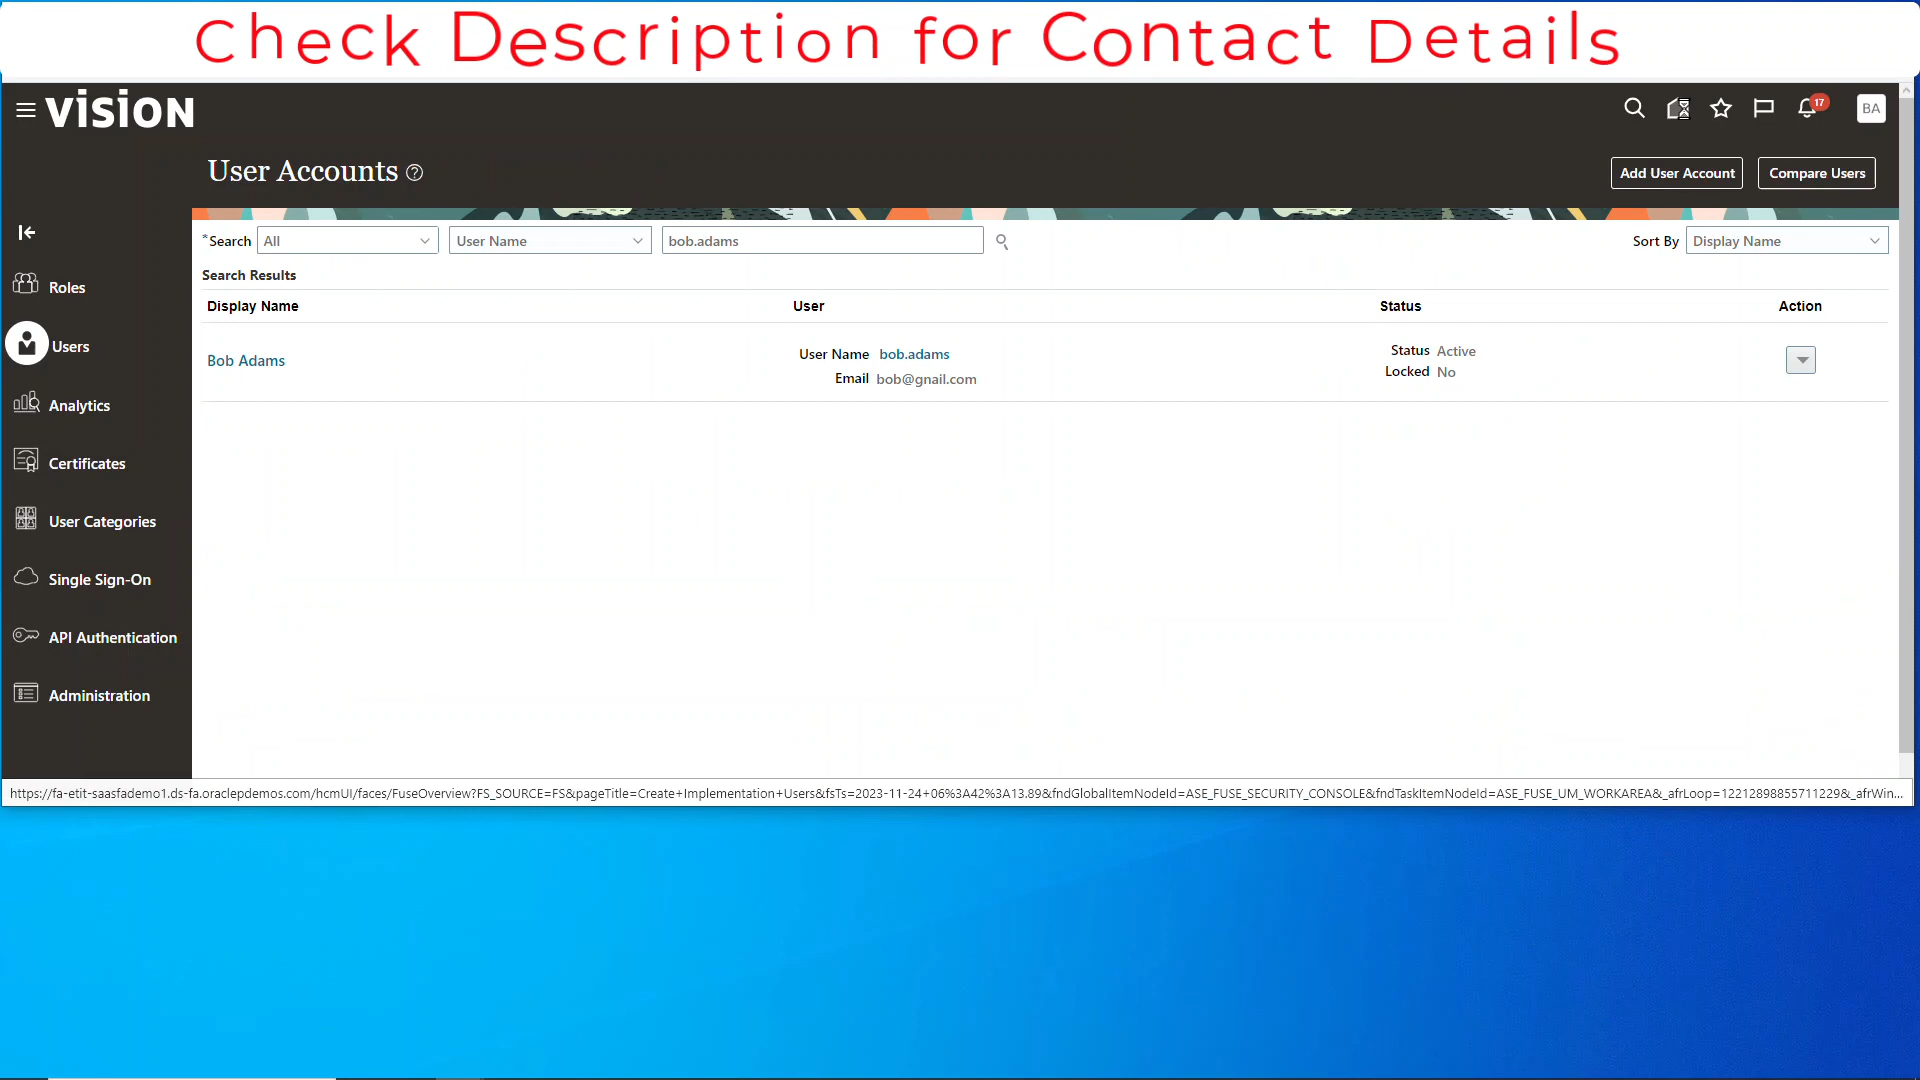 Check Description for Contact Details
VISION
17
BA
User Accounts ?
Add User Account
Compare Users
*Search All User Name bob.adams Sort By Display Name
Search Results
Roles
Display Name User Status Action
Users
Bob Adams
User Name bob.adams
Email bob@gnail.com
Status Active
Locked No
Analytics
Certificates
User Categories
Single Sign-On
API Authentication
Administration
https://fa-etit-saasfademo1.ds-fa.oraclepdemos.com/hcmUI/faces/FuseOverview?FS_SOURCE=FS&pageTitle=Create+Implementation+Users&fsTs=2023-11-24+06%3A42%3A13.89&fndGlobalItemNodeId=ASE_FUSE_SECURITY_CONSOLE&fndTaskItemNodeId=ASE_FUSE_UM_WORKAREA&_afrLoop=12212898855711229&_afrWin...